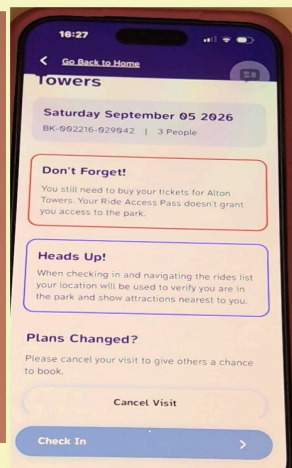 16:27
Go Back to Home
Towers
Saturday September 05 2026
BK-002216-029042 | 3 People
Don't Forget!
You still need to buy your tickets for Alton
Towers. Your Ride Access Pass doesn't grant
you access to the park.
Heads Up!
When checking in and navigating the rides list
your location will be used to verify you are in
the park and show attractions nearest to you.
Plans Changed?
Please cancel your visit to give others a chance
to book.
Cancel Visit
Check In